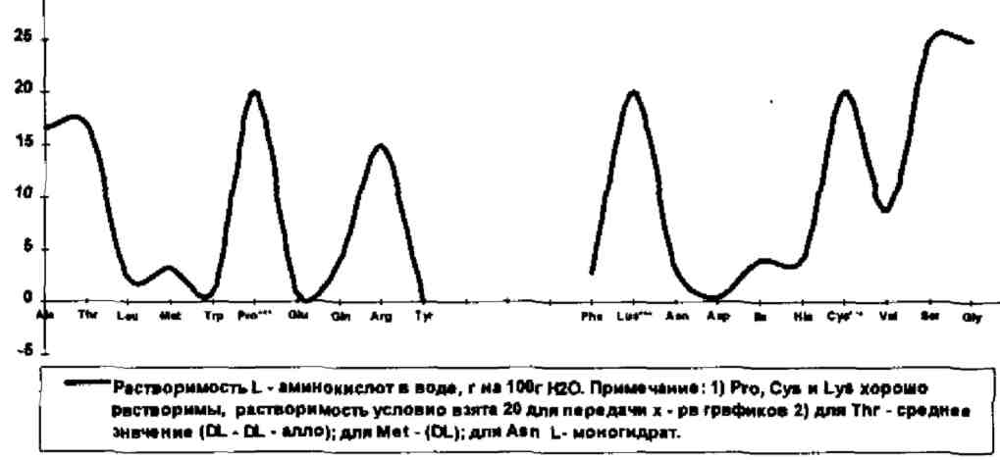 25
20
15
10
5
0
-5
Ala Thr Leu Met Trp Pro*** Glu Gln Arg Tyr Phe Lus*** Asn Asp Ile His Cys*** Val Ser Gly
Растворимость L - аминокислот в воде, г на 100г H2O. Примечание: 1) Pro, Cys и Lys хорошо
растворимы, растворимость условно взята 20 для передачи х - ра графиков 2) для Thr - среднее
значение (DL - DL - алло); для Met - (DL); для Asn L- моногидрат.